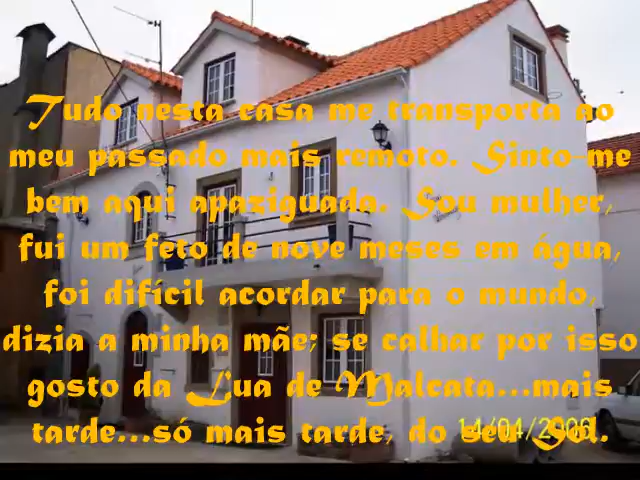 Tudo nesta casa me transporta ao
meu passado mais remoto. Sinto-me
bem aqui apaziguada. Sou mulher,
fui um feto de nove meses em água,
foi difícil acordar para o mundo,
dizia a minha mãe; se calhar por isso
gosto da Lua de Malcata...mais
tarde...só mais tarde, do seu Sol.
14/04/2006